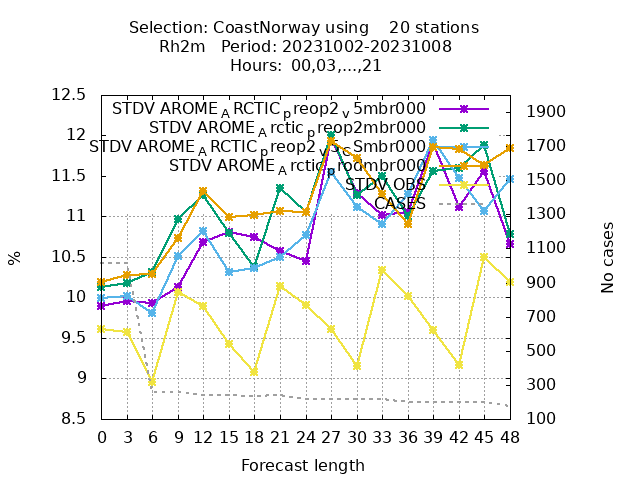 Selection: CoastNorway using    20 stations
Rh2m   Period: 20231002-20231008
Hours:  00,03,...,21
STDV AROME_ARCTIC_preop2_v5mbr000
STDV AROME_Arctic_preop2mbr000
STDV AROME_ARCTIC_preop2_v
Smbr000
STDV AROME_Arctic_prodmbr000
STDV OBS
CASES
12.5
12
11.5
11
10.5
10
9.5
9
8.5
%
1900
1700
1500
1300
1100
900
700
500
300
100
No cases
0 3 6 9 12 15 18 21 24 27 30 33 36 39 42 45 48
Forecast length